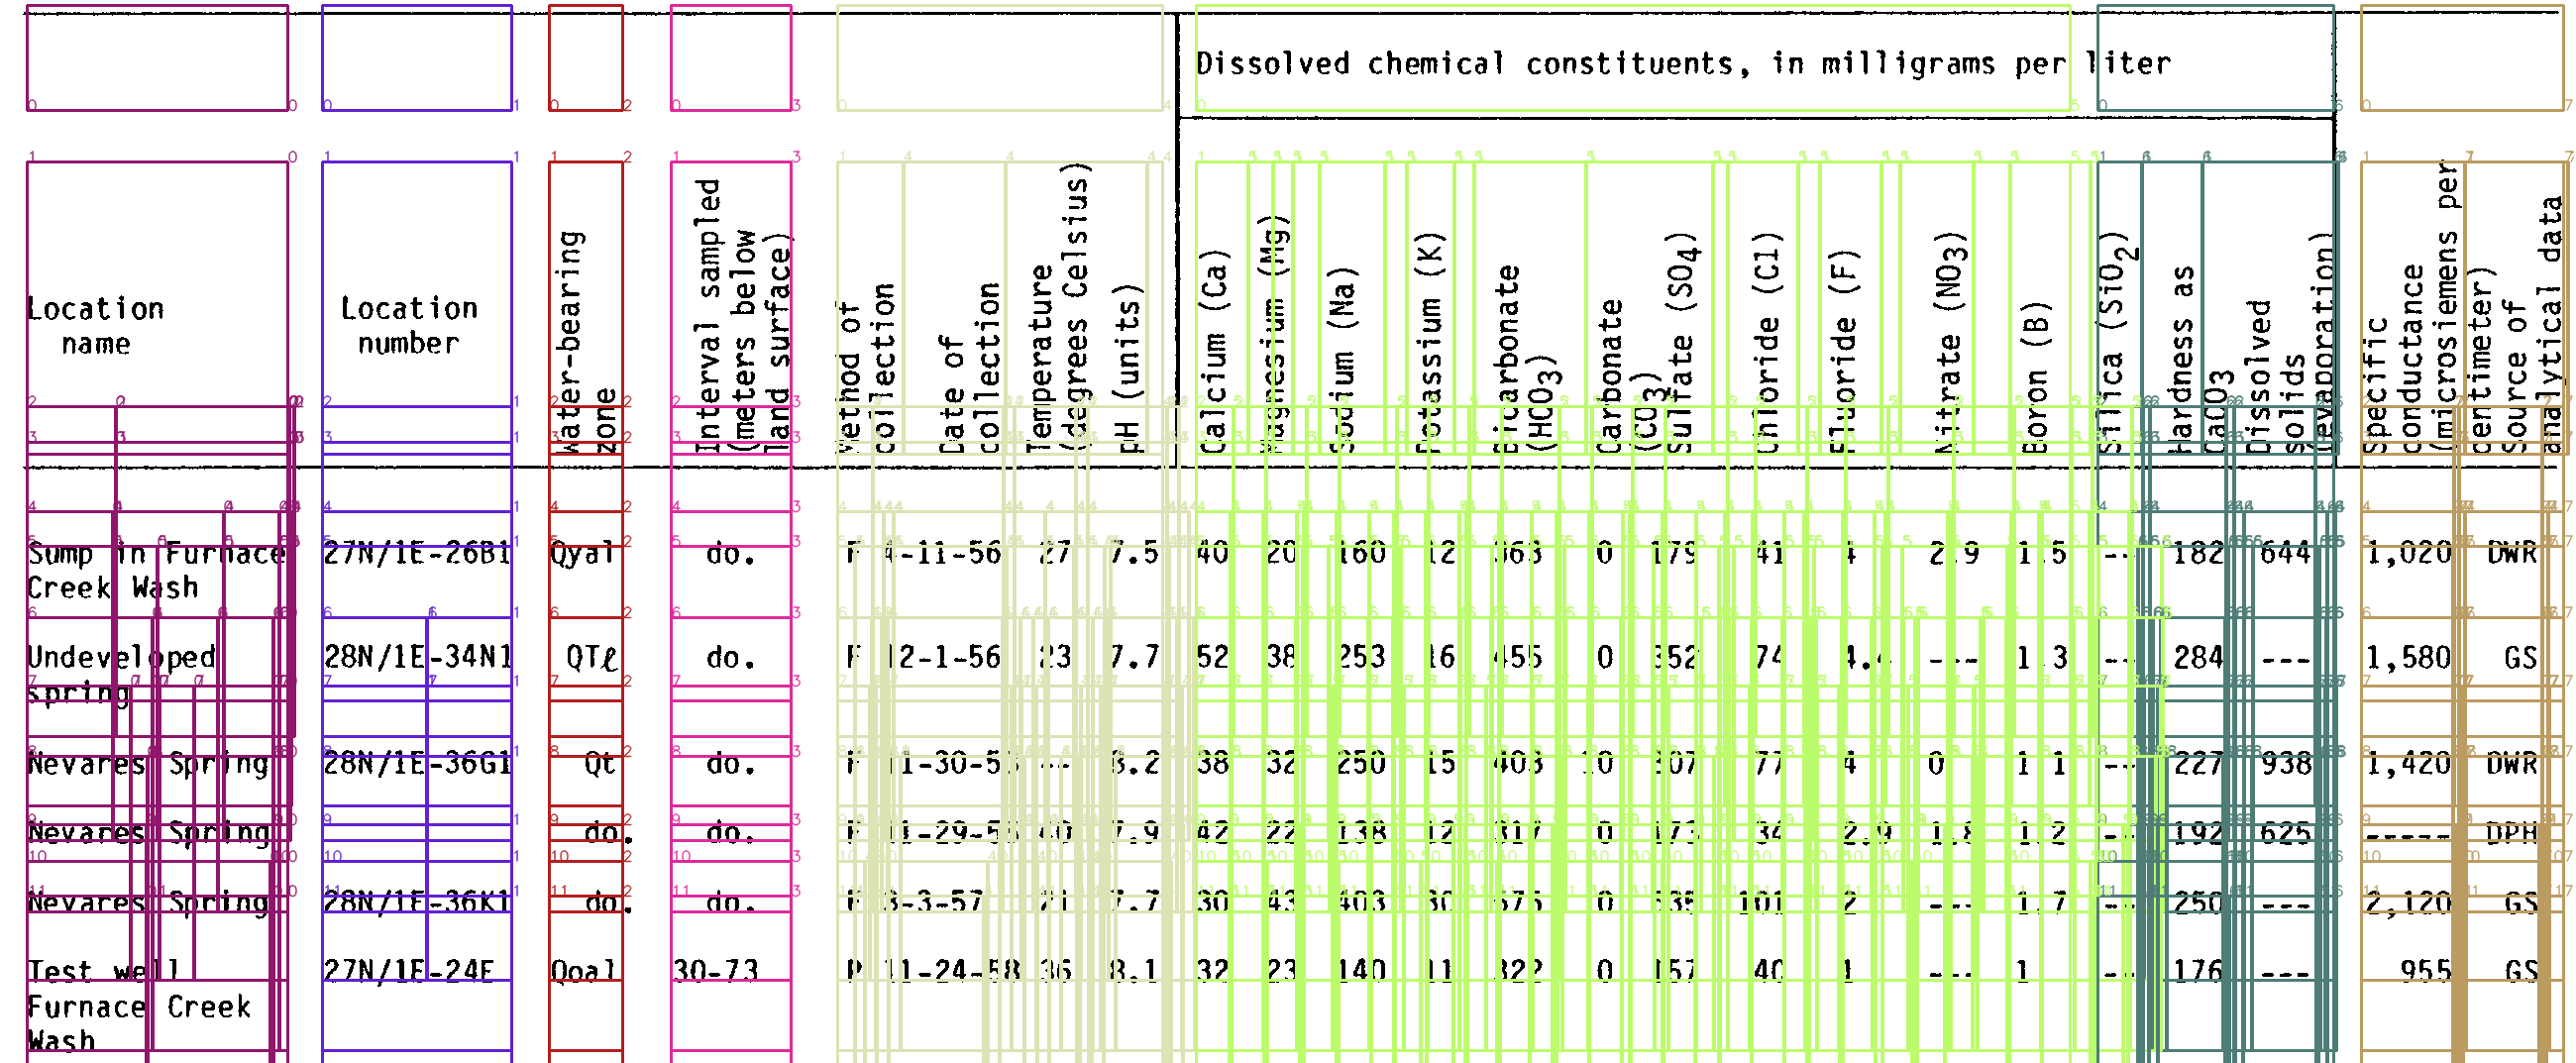 Dissolved chemical constituents, in milligrams per liter
Location name
Location number
Water-bearing zone
Interval sampled (meters below land surface)
Method of collection
Date of collection
Temperature (dagrees Celsius)
pH (units)
Calcium (Ca)
Magnesium (Mg)
Sodium (Na)
Potassium (K)
Bicarbonate (HCO3)
Carbonate (CO3)
Sulfate (SO4)
Chloride (Cl)
Fluoride (F)
Nitrate (NO3)
Boron (B)
Silica (SiO2)
Hardness as CaCO3
Dissolved solids (evaporation)
Specific conductance (microsiemens per centimeter)
Source of analytical data
Sump in Furnace 27N/1E-26B1 Qyal do. F 4-11-56 27 7.5 40 20 160 12 363 0 179 41 4 2.9 1.5 -- 182 644 1,020 DWR
Creek Wash
Undeveloped 28N/1E-34N1 QTℓ do. F 12-1-56 23 7.7 52 38 253 16 455 0 352 74 4.4 --- 1.3 -- 284 --- 1,580 GS
spring
Nevares Spring 28N/1E-36G1 Qt do. F 11-30-5 -- 8.2 38 32 250 15 403 10 307 77 4 0 1.1 -- 227 938 1,420 DWR
Nevares Spring do. do. F 11-29-5 40 7.9 42 22 138 12 317 0 173 34 2.9 1.8 1.2 -- 192 625 ----- DPH
Nevares Spring 28N/1E-36K1 do. do. F 3-3-57 21 7.7 30 43 403 30 575 0 535 101 2 --- 1.7 -- 250 --- 2,120 GS
Test well 27N/1E-24F Qoal 30-73 P 11-24-58 36 8.1 32 23 140 11 322 0 157 40 1 --- 1 -- 176 --- 955 GS
Furnace Creek
Wash